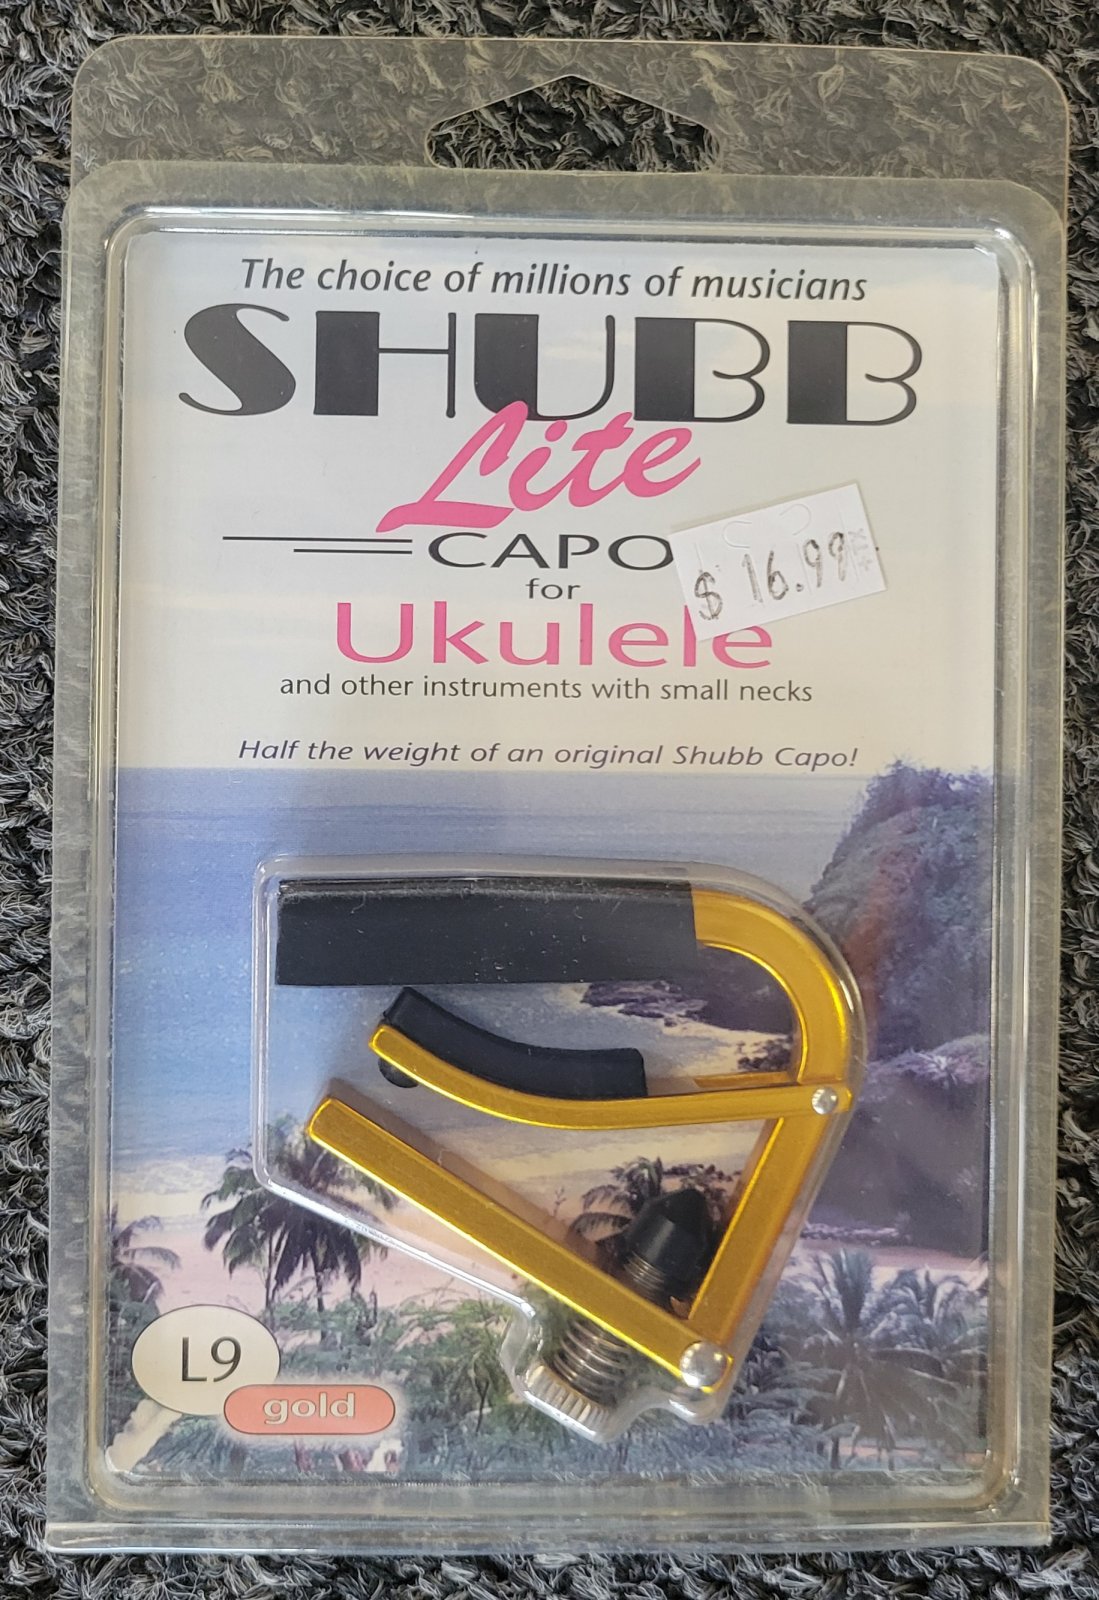 The choice of millions of musicians
SHUBB
Lite
CAPO
$ 16.99
for
Ukulele
and other instruments with small necks
Half the weight of an original Shubb Capo!
L9
gold